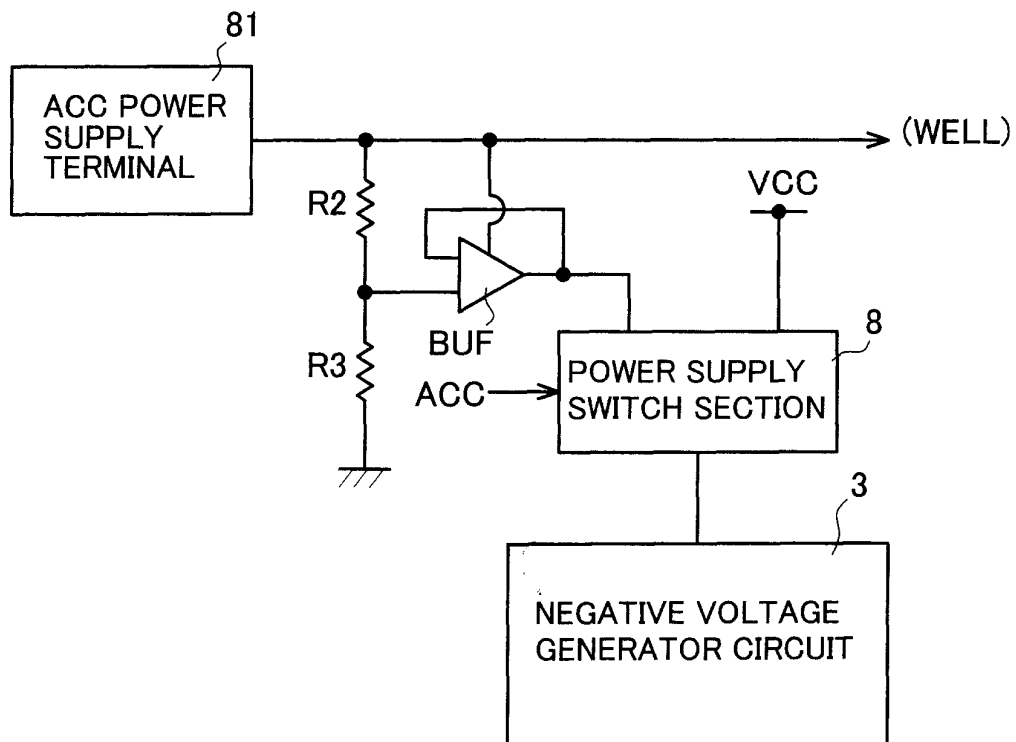 81
ACC POWER
SUPPLY
TERMINAL
(WELL)
VCC
R2
BUF
R3
8
ACC
POWER SUPPLY
SWITCH SECTION
3
NEGATIVE VOLTAGE
GENERATOR CIRCUIT